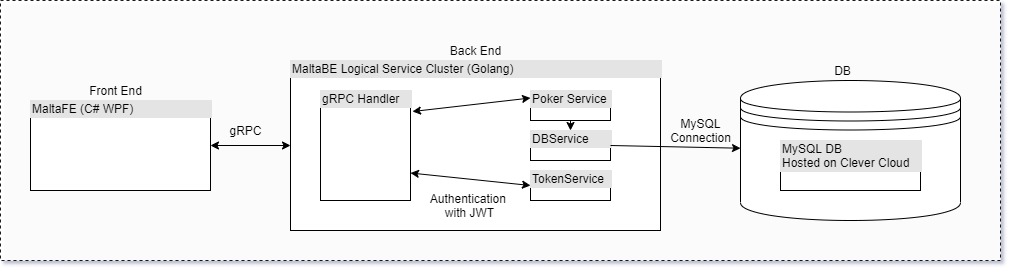 Front End
MaltaFE (C# WPF)
gRPC
Back End
MaltaBE Logical Service Cluster (Golang)
gRPC Handler
Poker Service
DBService
TokenService
Authentication
with JWT
MySQL
Connection
DB
MySQL DB
Hosted on Clever Cloud